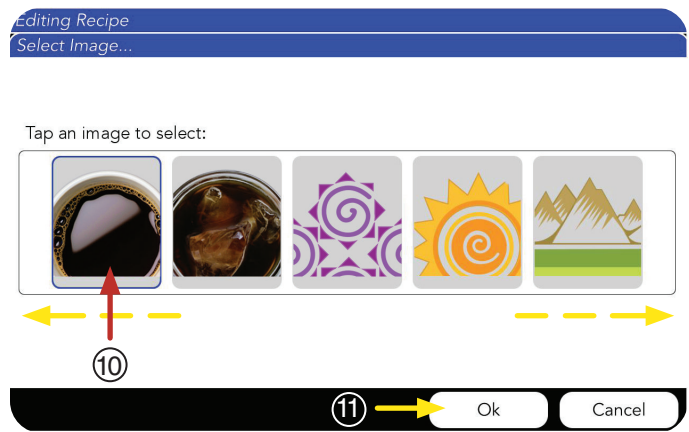 Editing Recipe
Select Image...
Tap an image to select:
⑩
⑪ Ok Cancel